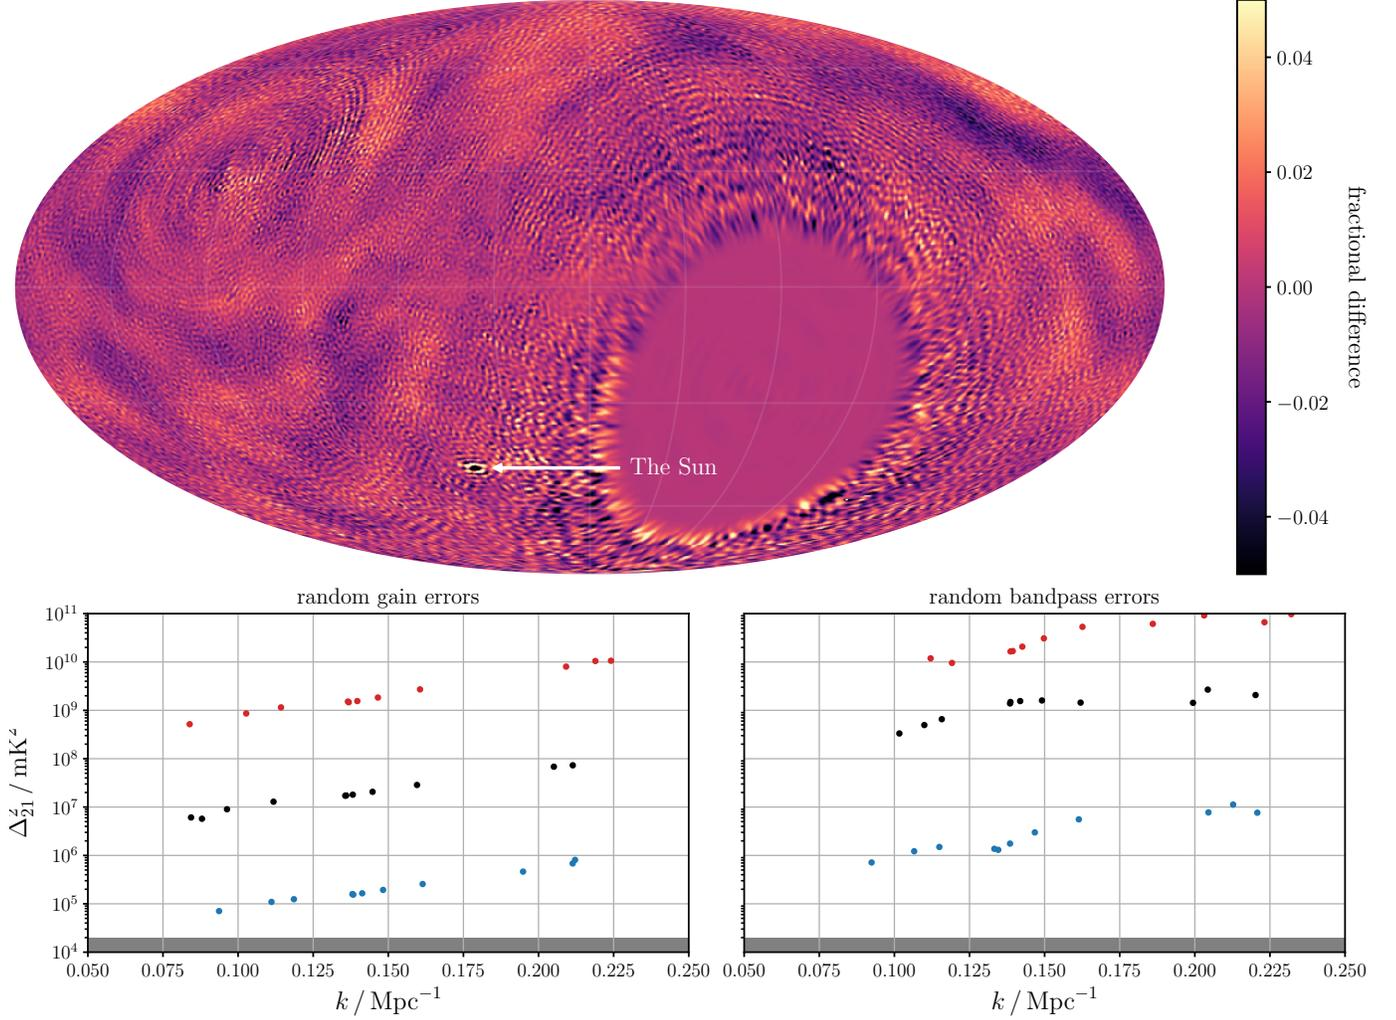 0.04
0.02
0.00
−0.02
−0.04
fractional difference
The Sun
random gain errors
random bandpass errors
10¹¹
10¹⁰
10⁹
10⁸
10⁷
10⁶
10⁵
10⁴
Δ²₂₁ / mK²
0.050 0.075 0.100 0.125 0.150 0.175 0.200 0.225 0.250
0.050 0.075 0.100 0.125 0.150 0.175 0.200 0.225 0.250
k / Mpc⁻¹
k / Mpc⁻¹